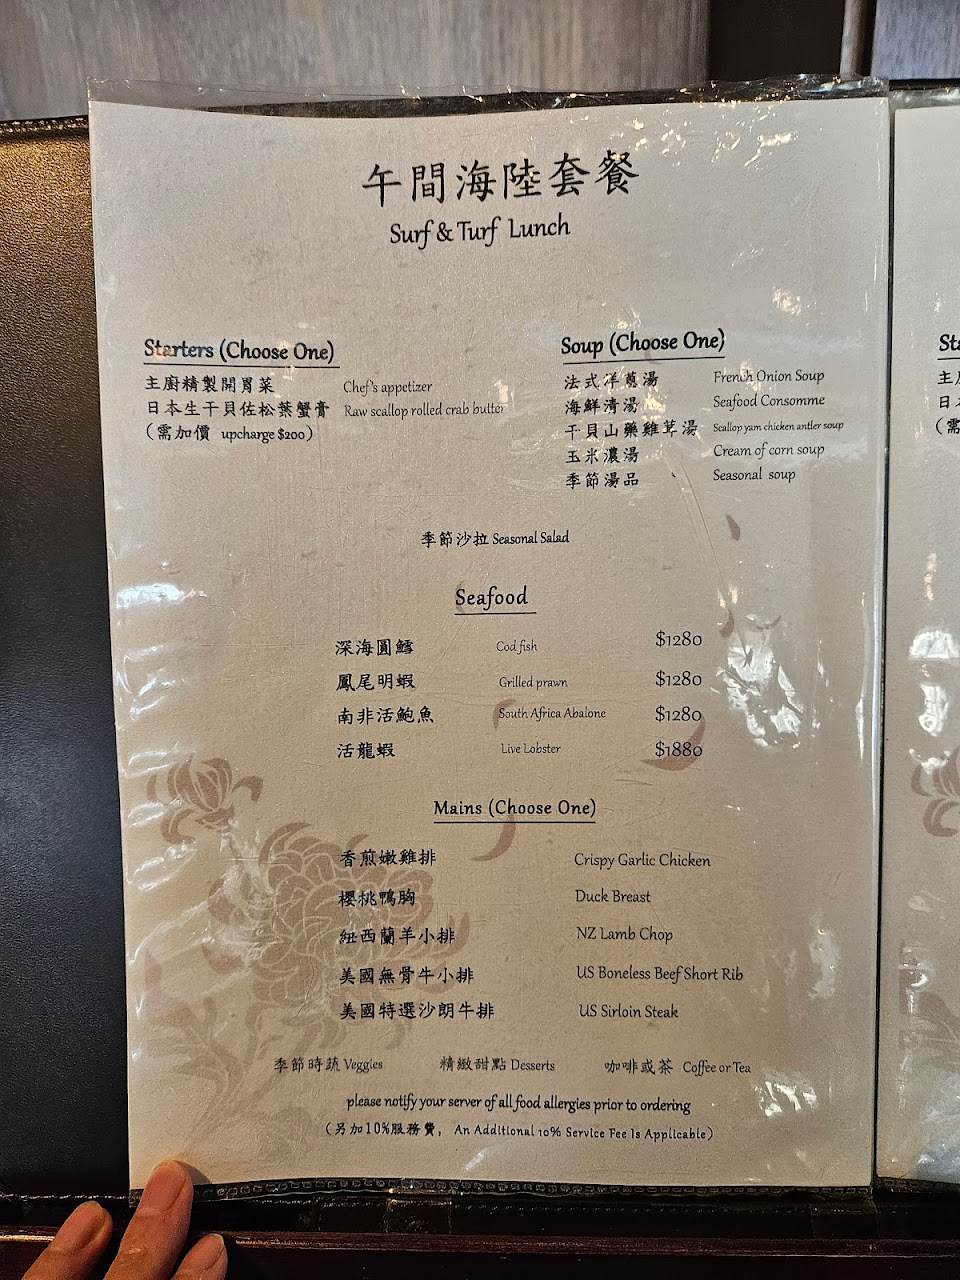 午間海陸套餐
Surf & Turf Lunch
Starters (Choose One)
主廚精製開胃菜 Chef's appetizer
日本生干貝佐松葉蟹膏 Raw scallop rolled crab butter
(需加價 upcharge $200)
Soup (Choose One)
法式洋蔥湯 French Onion Soup
海鮮清湯 Seafood Consomme
干貝山藥雞茸湯 Scallop yam chicken antler soup
玉米濃湯 Cream of corn soup
季節湯品 Seasonal soup
季節沙拉 Seasonal Salad
Seafood
深海圓鱈 Cod fish $1280
鳳尾明蝦 Grilled prawn $1280
南非活鮑魚 South Africa Abalone $1280
活龍蝦 Live Lobster $1880
Mains (Choose One)
香煎嫩雞排 Crispy Garlic Chicken
櫻桃鴨胸 Duck Breast
紐西蘭羊小排 NZ Lamb Chop
美國無骨牛小排 US Boneless Beef Short Rib
美國特選沙朗牛排 US Sirloin Steak
季節時蔬 Veggies 精緻甜點 Desserts 咖啡或茶 Coffee or Tea
please notify your server of all food allergies prior to ordering
(另加10%服務費, An Additional 10% Service Fee Is Applicable)
Sta
主
日本
(需